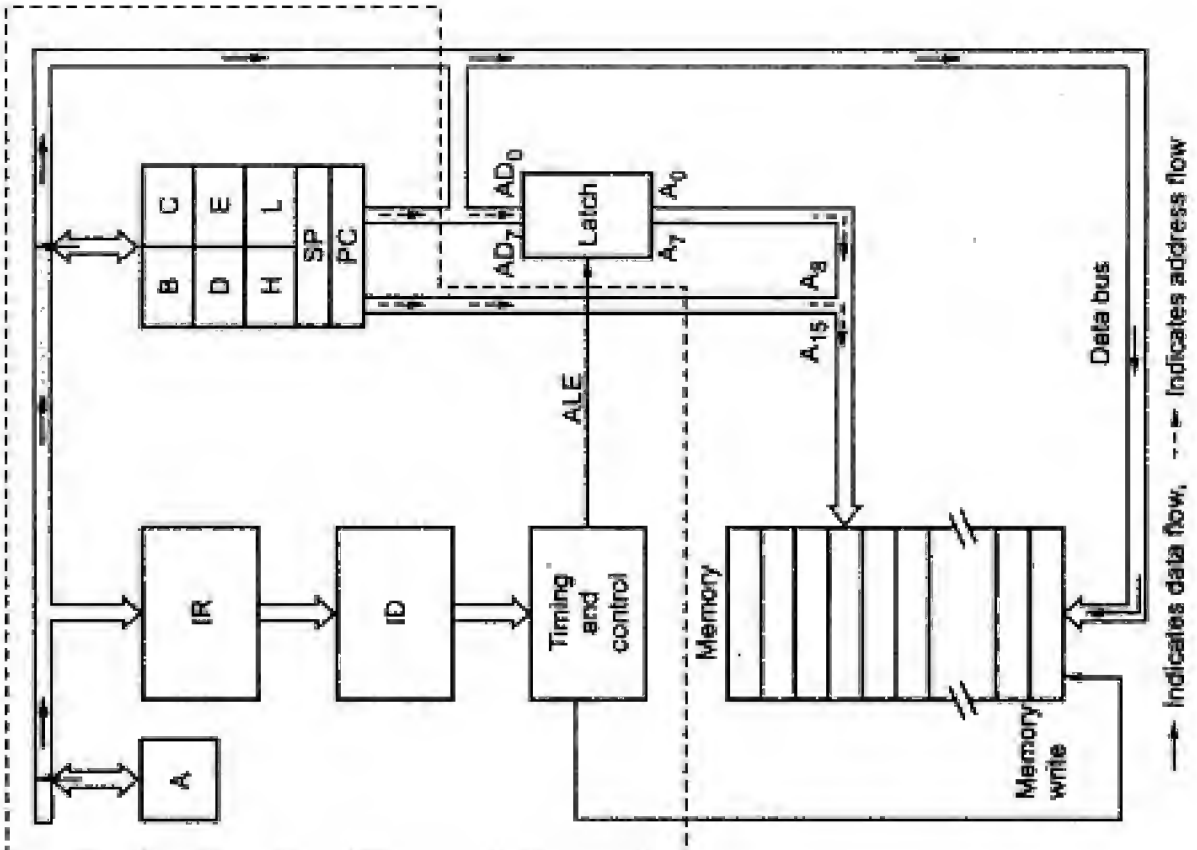 A
IR
ID
Timing
and
control
B C
D E
H L
SP
PC
ALE
AD₇ AD₀
Latch
A₇ A₀
A₁₅ A₈
Memory
Memory
write
Data bus
Indicates data flow, Indicates address flow